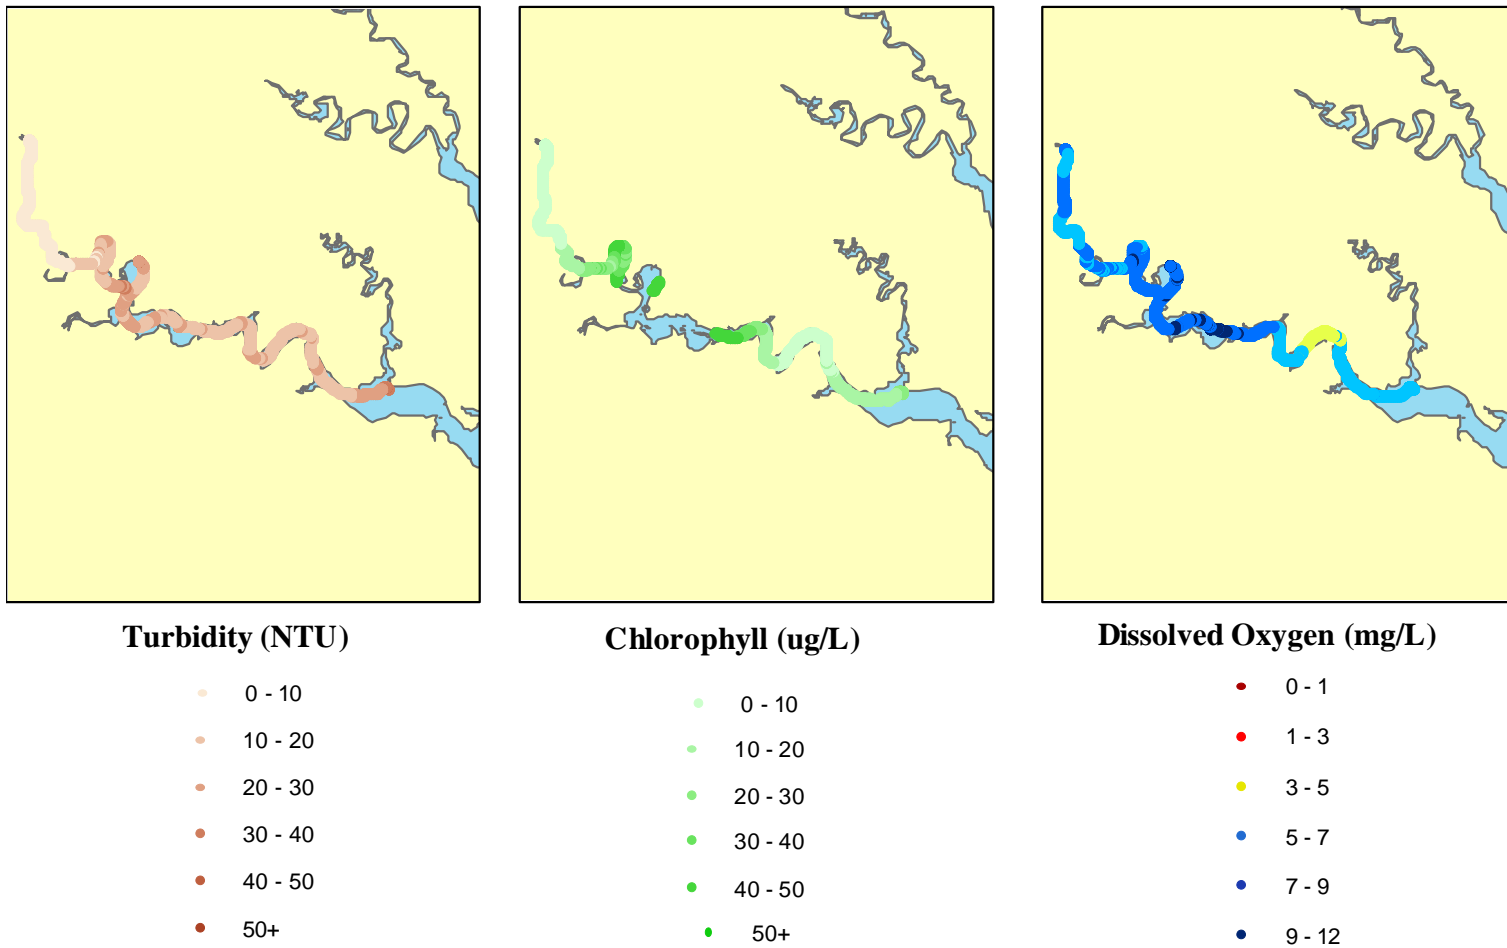 Turbidity (NTU)
0 - 10
10 - 20
20 - 30
30 - 40
40 - 50
50+
Chlorophyll (ug/L)
0 - 10
10 - 20
20 - 30
30 - 40
40 - 50
50+
Dissolved Oxygen (mg/L)
0 - 1
1 - 3
3 - 5
5 - 7
7 - 9
9 - 12